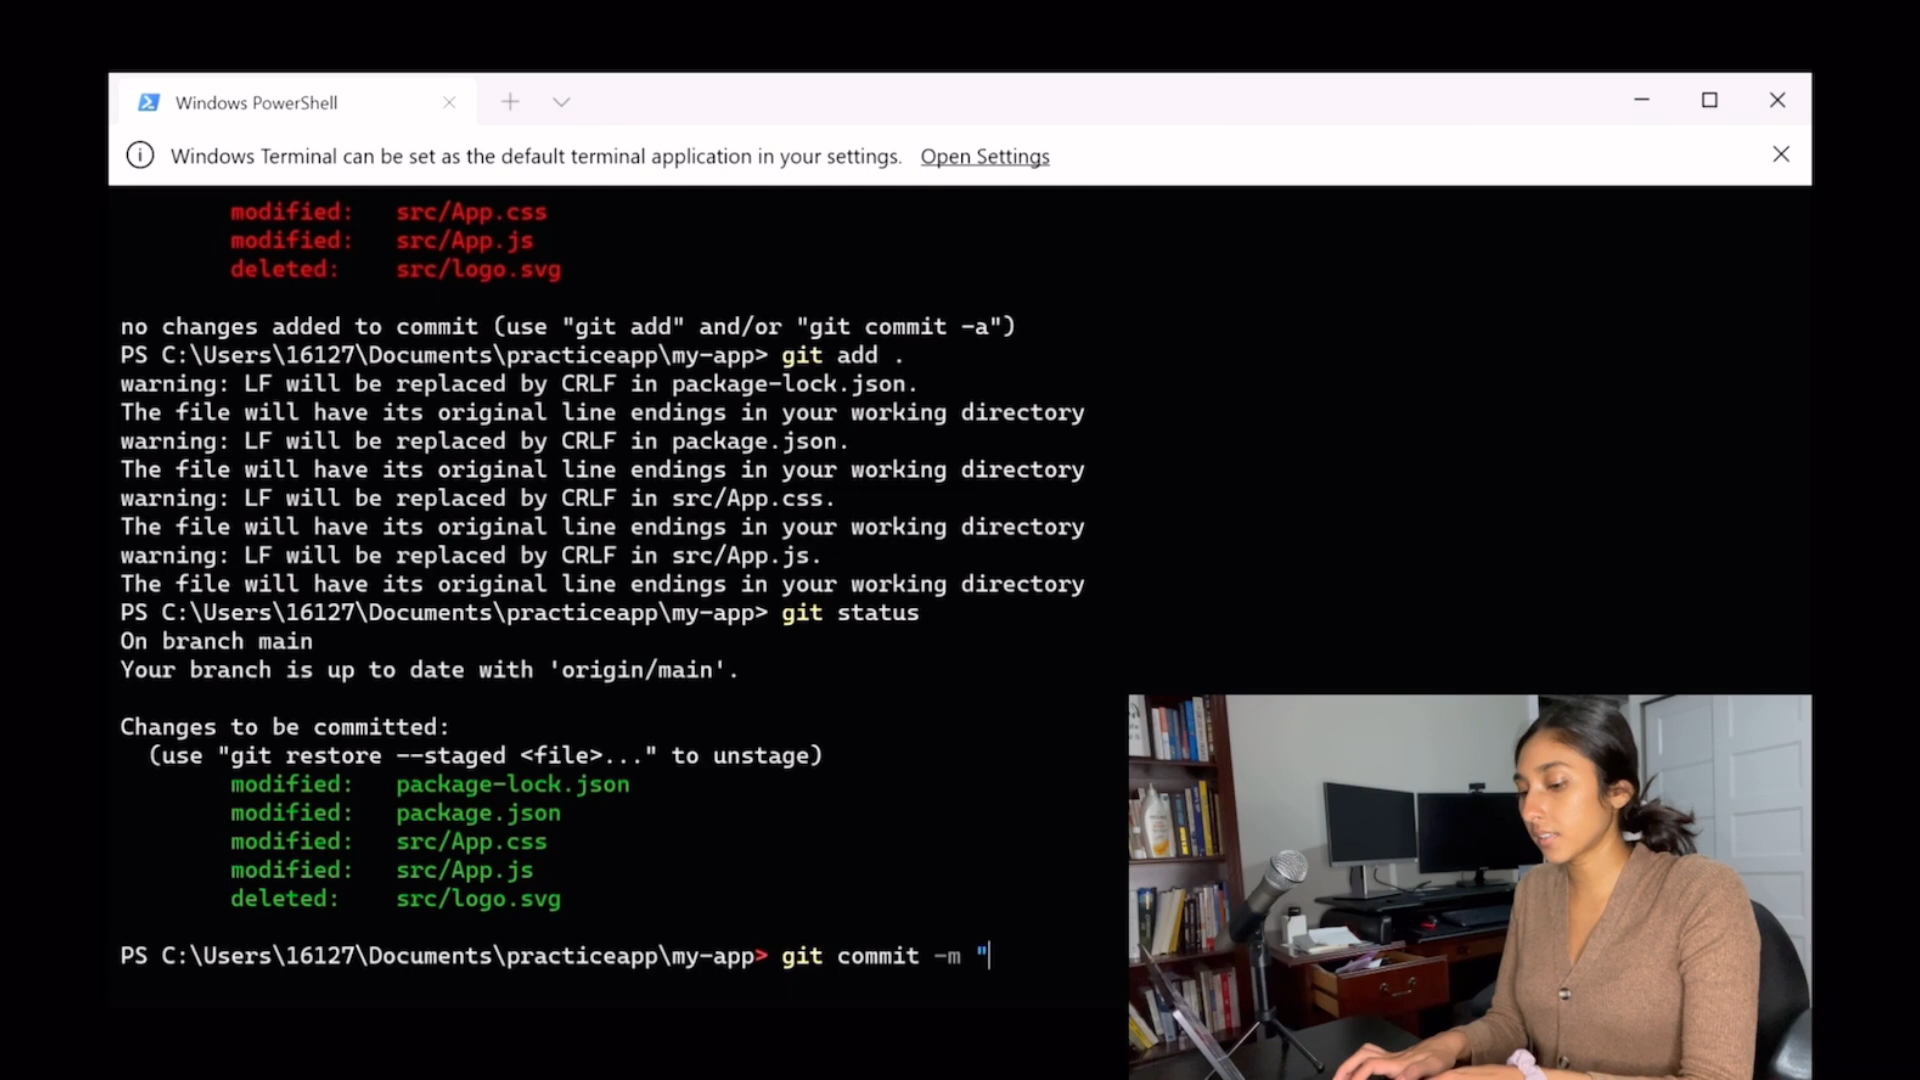 Windows PowerShell
Windows Terminal can be set as the default terminal application in your settings. Open Settings
modified: src/App.css
modified: src/App.js
deleted: src/logo.svg
no changes added to commit (use "git add" and/or "git commit -a")
PS C:\Users\16127\Documents\practiceapp\my-app> git add .
warning: LF will be replaced by CRLF in package-lock.json.
The file will have its original line endings in your working directory
warning: LF will be replaced by CRLF in package.json.
The file will have its original line endings in your working directory
warning: LF will be replaced by CRLF in src/App.css.
The file will have its original line endings in your working directory
warning: LF will be replaced by CRLF in src/App.js.
The file will have its original line endings in your working directory
PS C:\Users\16127\Documents\practiceapp\my-app> git status
On branch main
Your branch is up to date with 'origin/main'.
Changes to be committed:
(use "git restore --staged <file>..." to unstage)
modified: package-lock.json
modified: package.json
modified: src/App.css
modified: src/App.js
deleted: src/logo.svg
PS C:\Users\16127\Documents\practiceapp\my-app> git commit -m "